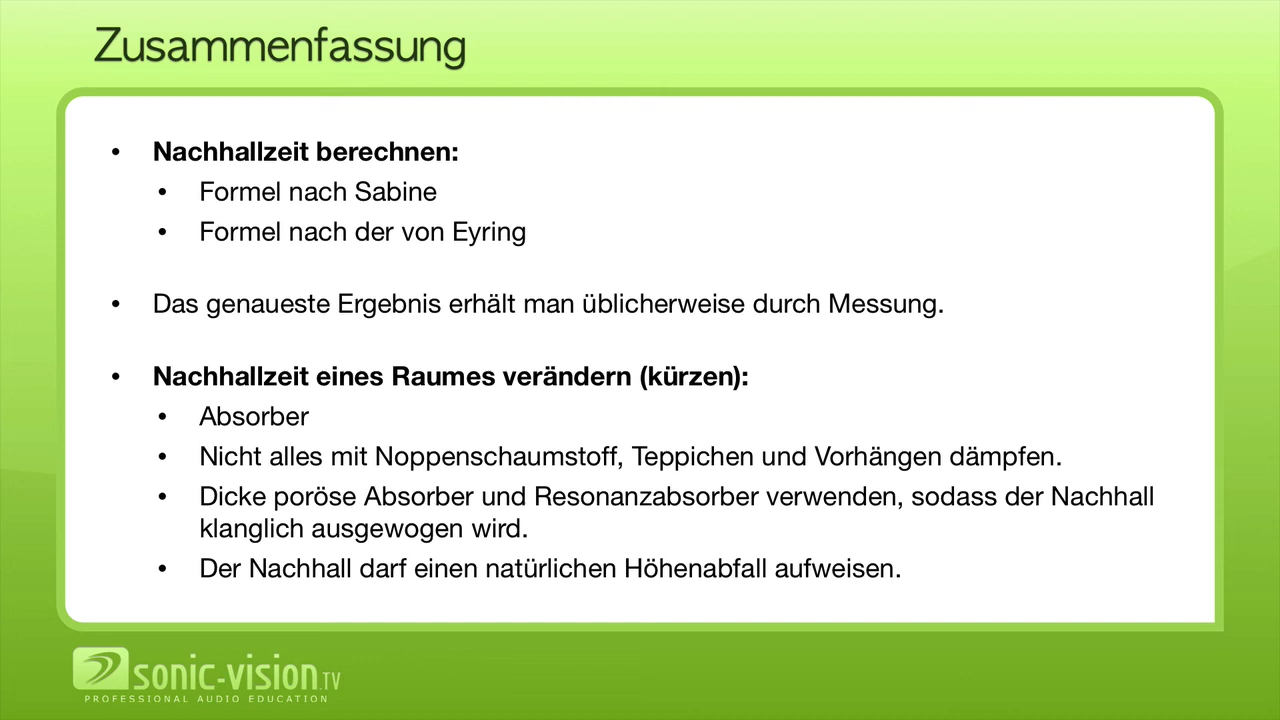 Zusammenfassung
• Nachhallzeit berechnen:
• Formel nach Sabine
• Formel nach der von Eyring
• Das genaueste Ergebnis erhält man üblicherweise durch Messung.
• Nachhallzeit eines Raumes verändern (kürzen):
• Absorber
• Nicht alles mit Noppenschaumstoff, Teppichen und Vorhängen dämpfen.
• Dicke poröse Absorber und Resonanzabsorber verwenden, sodass der Nachhall
klanglich ausgewogen wird.
• Der Nachhall darf einen natürlichen Höhenabfall aufweisen.
sonic-vision.TV
PROFESSIONAL AUDIO EDUCATION